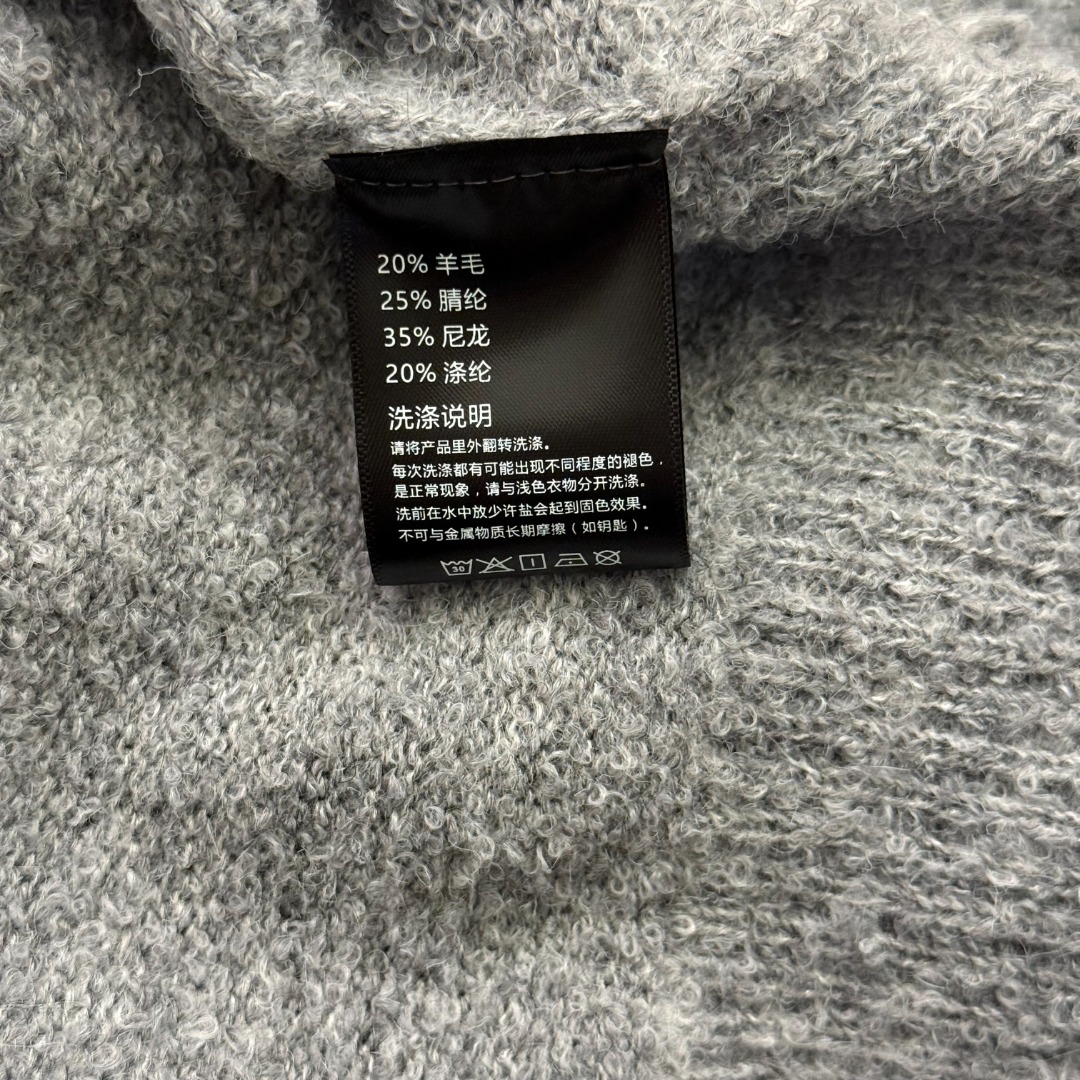 20% 羊毛
25% 腈纶
35% 尼龙
20% 涤纶
洗涤说明
请将产品里外翻转洗涤。
每次洗涤都有可能出现不同程度的褪色，
是正常现象，请与浅色衣物分开洗涤。
洗前在水中放少许盐会起到固色效果。
不可与金属物质长期摩擦（如钥匙）。
30